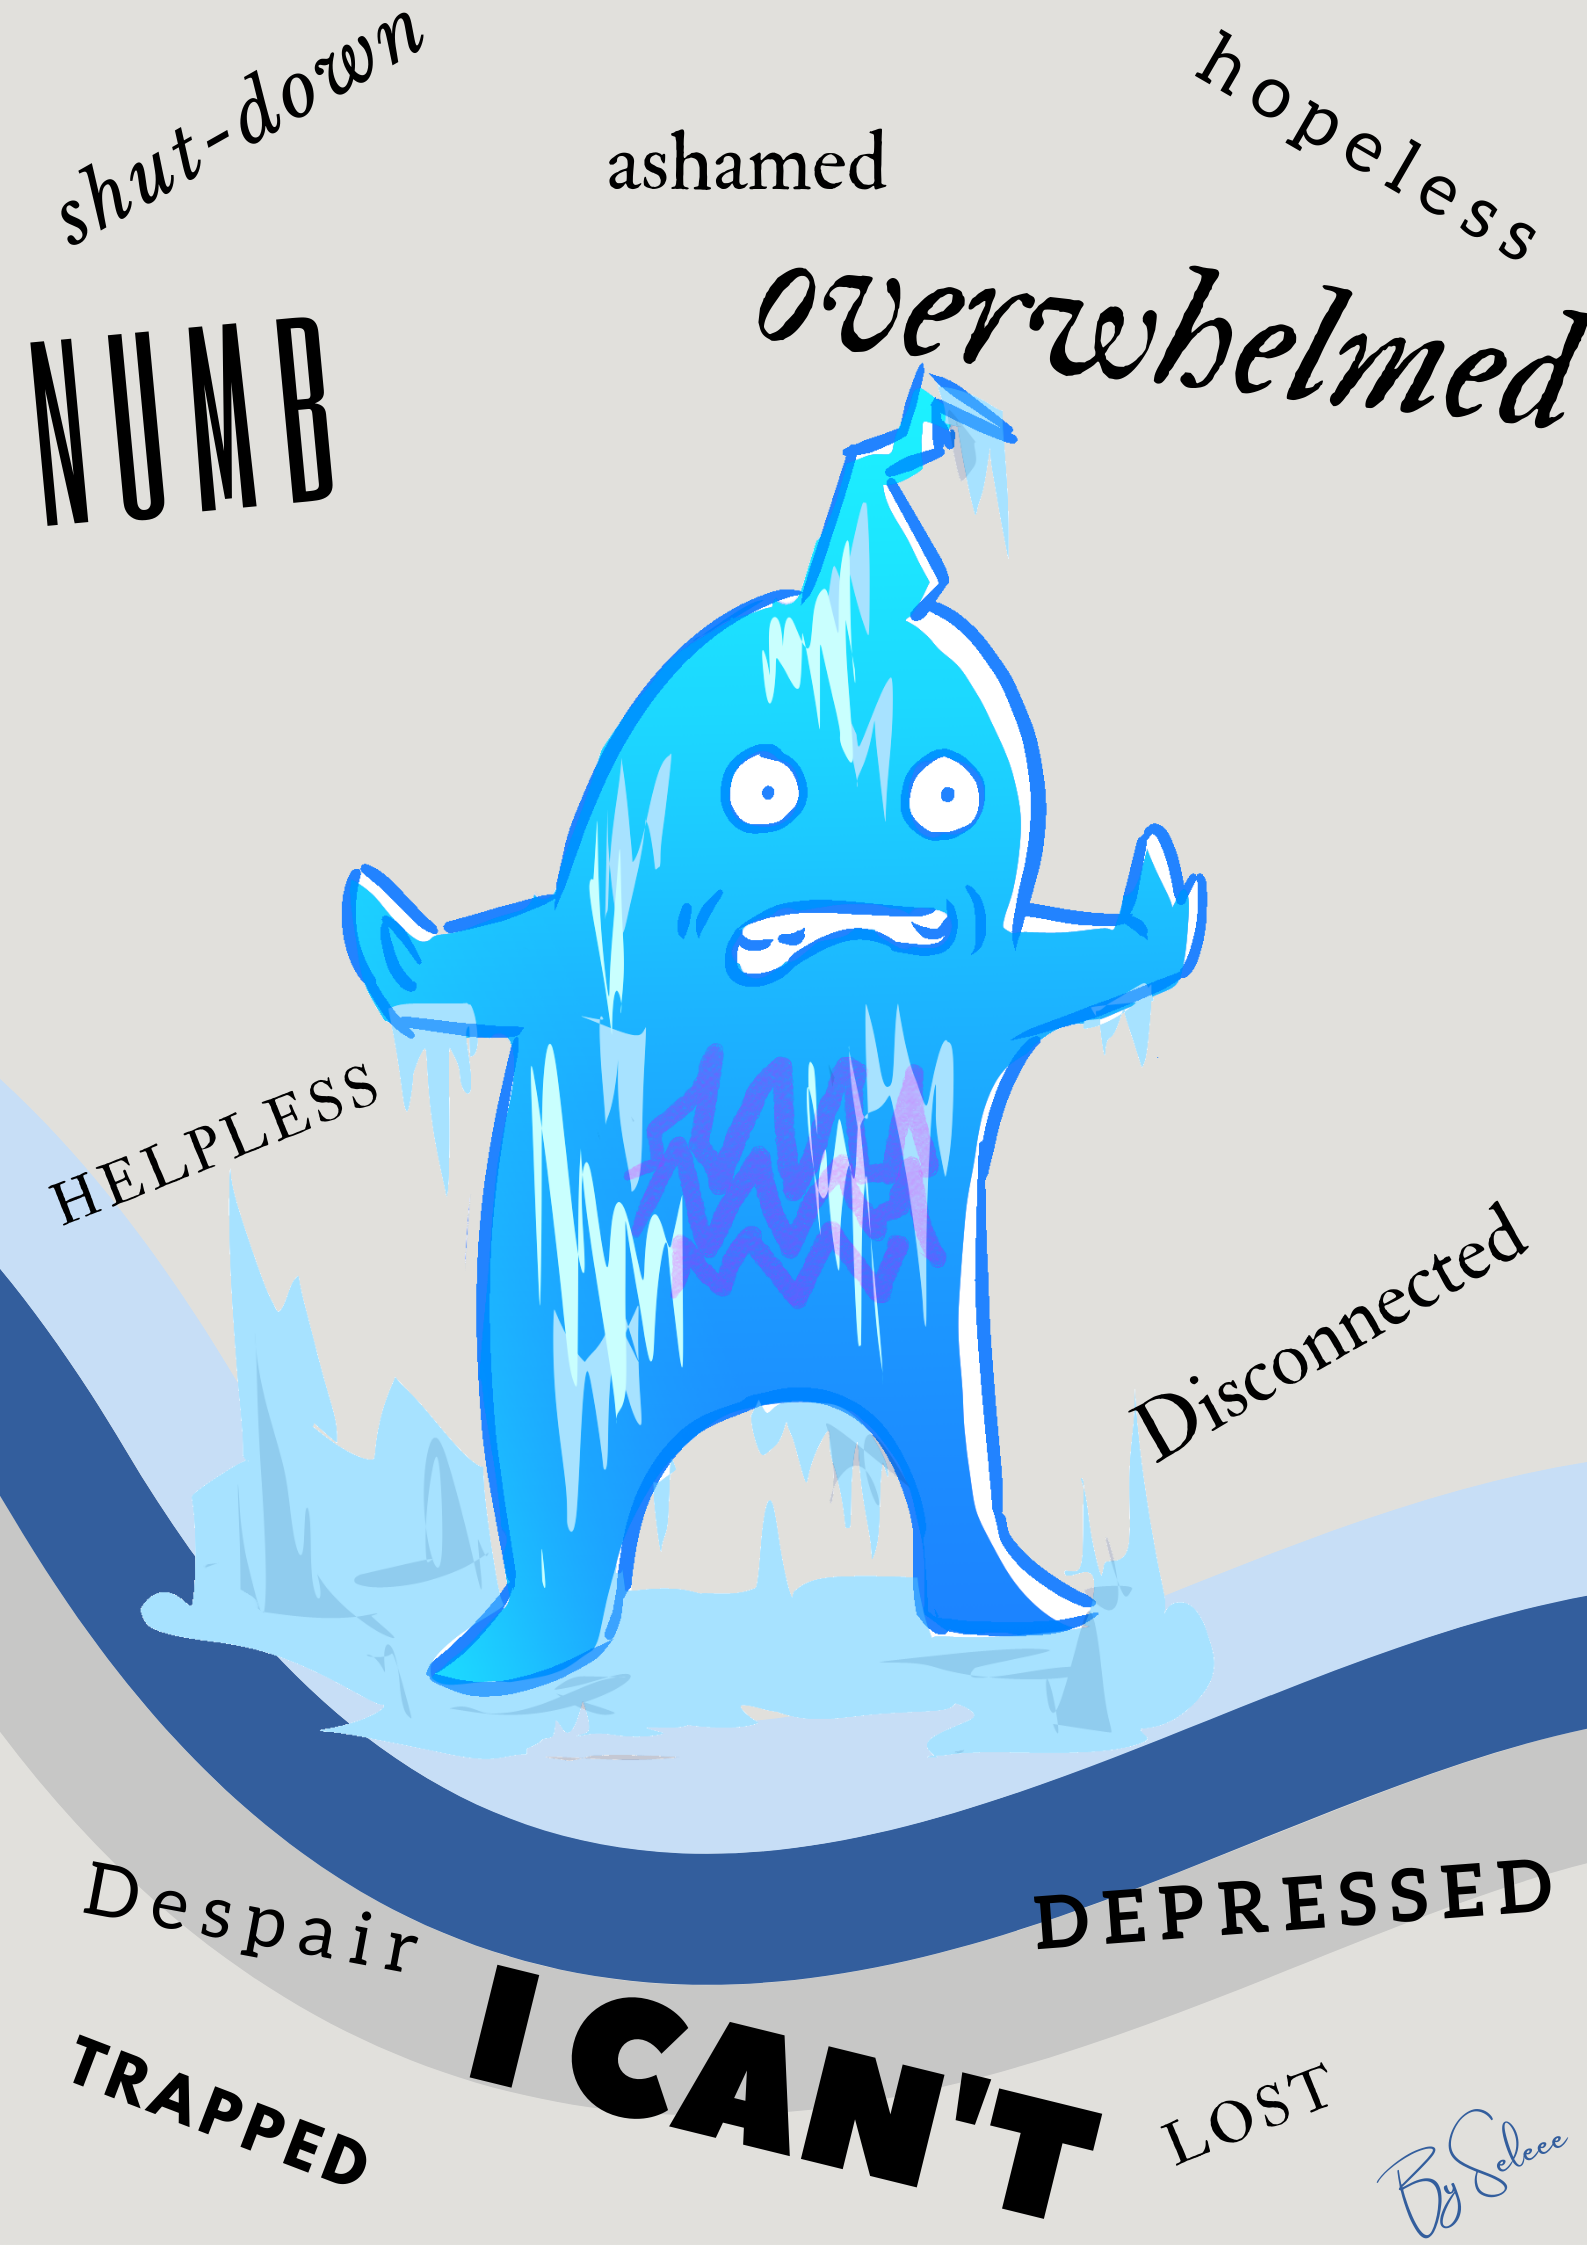 shut-down
ashamed
hopeless
overwhelmed
NUMB
HELPLESS
Disconnected
Despair
DEPRESSED
I CAN'T
TRAPPED
LOST
By Seleee